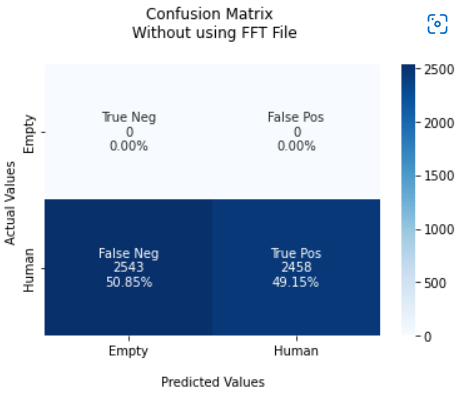 Confusion Matrix
Without using FFT File
True Neg
0
0.00%
False Pos
0
0.00%
False Neg
2543
50.85%
True Pos
2458
49.15%
Empty
Human
Actual Values
Empty
Human
Predicted Values
2500
2000
1500
1000
500
0